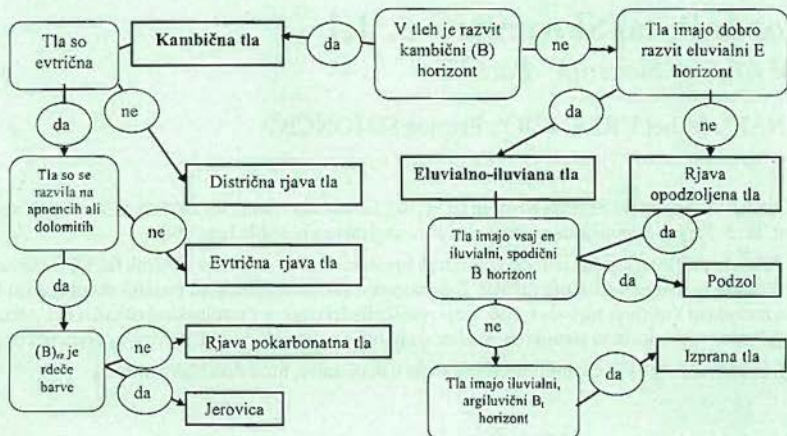 V tleh je razvit
kambični (B)
horizont
da
ne
Kambična tla
Tla imajo dobro
razvit eluvialni E
horizont
Tla so
evtrična
da
ne
Distrična rjava tla
Tla so se
razvila na
apnencih ali
dolomitih
ne
Evtrična rjava tla
da
(B)rz je
rdeče
barve
ne
Rjava pokarbonatna tla
da
Jerovica
da
ne
Eluvialno-iluviana tla
Rjava
opodzoljena tla
Tla imajo vsaj en
iluvialni, spodični
B horizont
da
da
Podzol
ne
Tla imajo iluvialni,
argiluvični Bt
horizont
da
Izprana tla